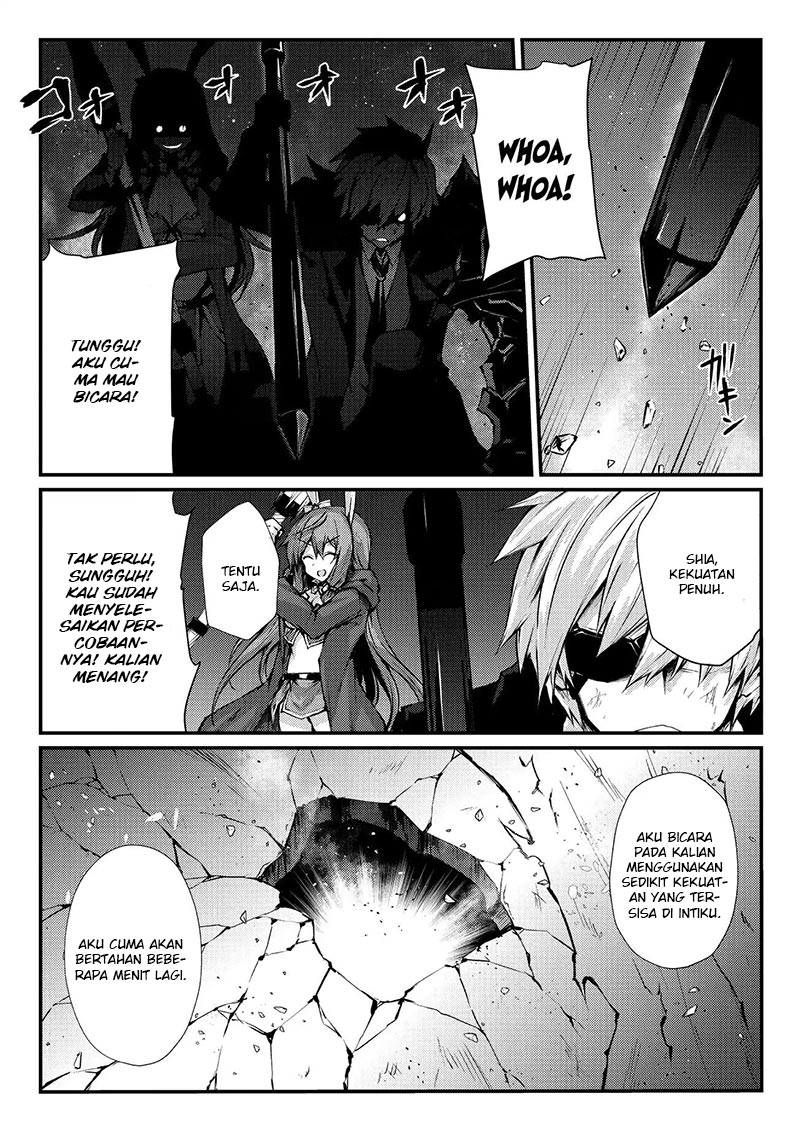 WHOA,
WHOA!
ガキン
ゴォォォォ
TUNGGU!
AKU CU-
MA MAU
BICARA!
SHIA,
KEKUATAN
PENUH.
TENTU
SAJA.
TAK PERLU,
SUNGGUH!
KAU SUDAH
MENYELE-
SAIKAN PER-
COBAAN-
NYA! KALIAN
MENANG!
AKU BICARA
PADA KALIAN
MENGGUNAKAN
SEDIKIT KEKUAT-
AN YANG TER-
SISA DI INTIKU.
AKU CUMA AKAN
BERTAHAN BEBE-
RAPA MENIT LAGI.